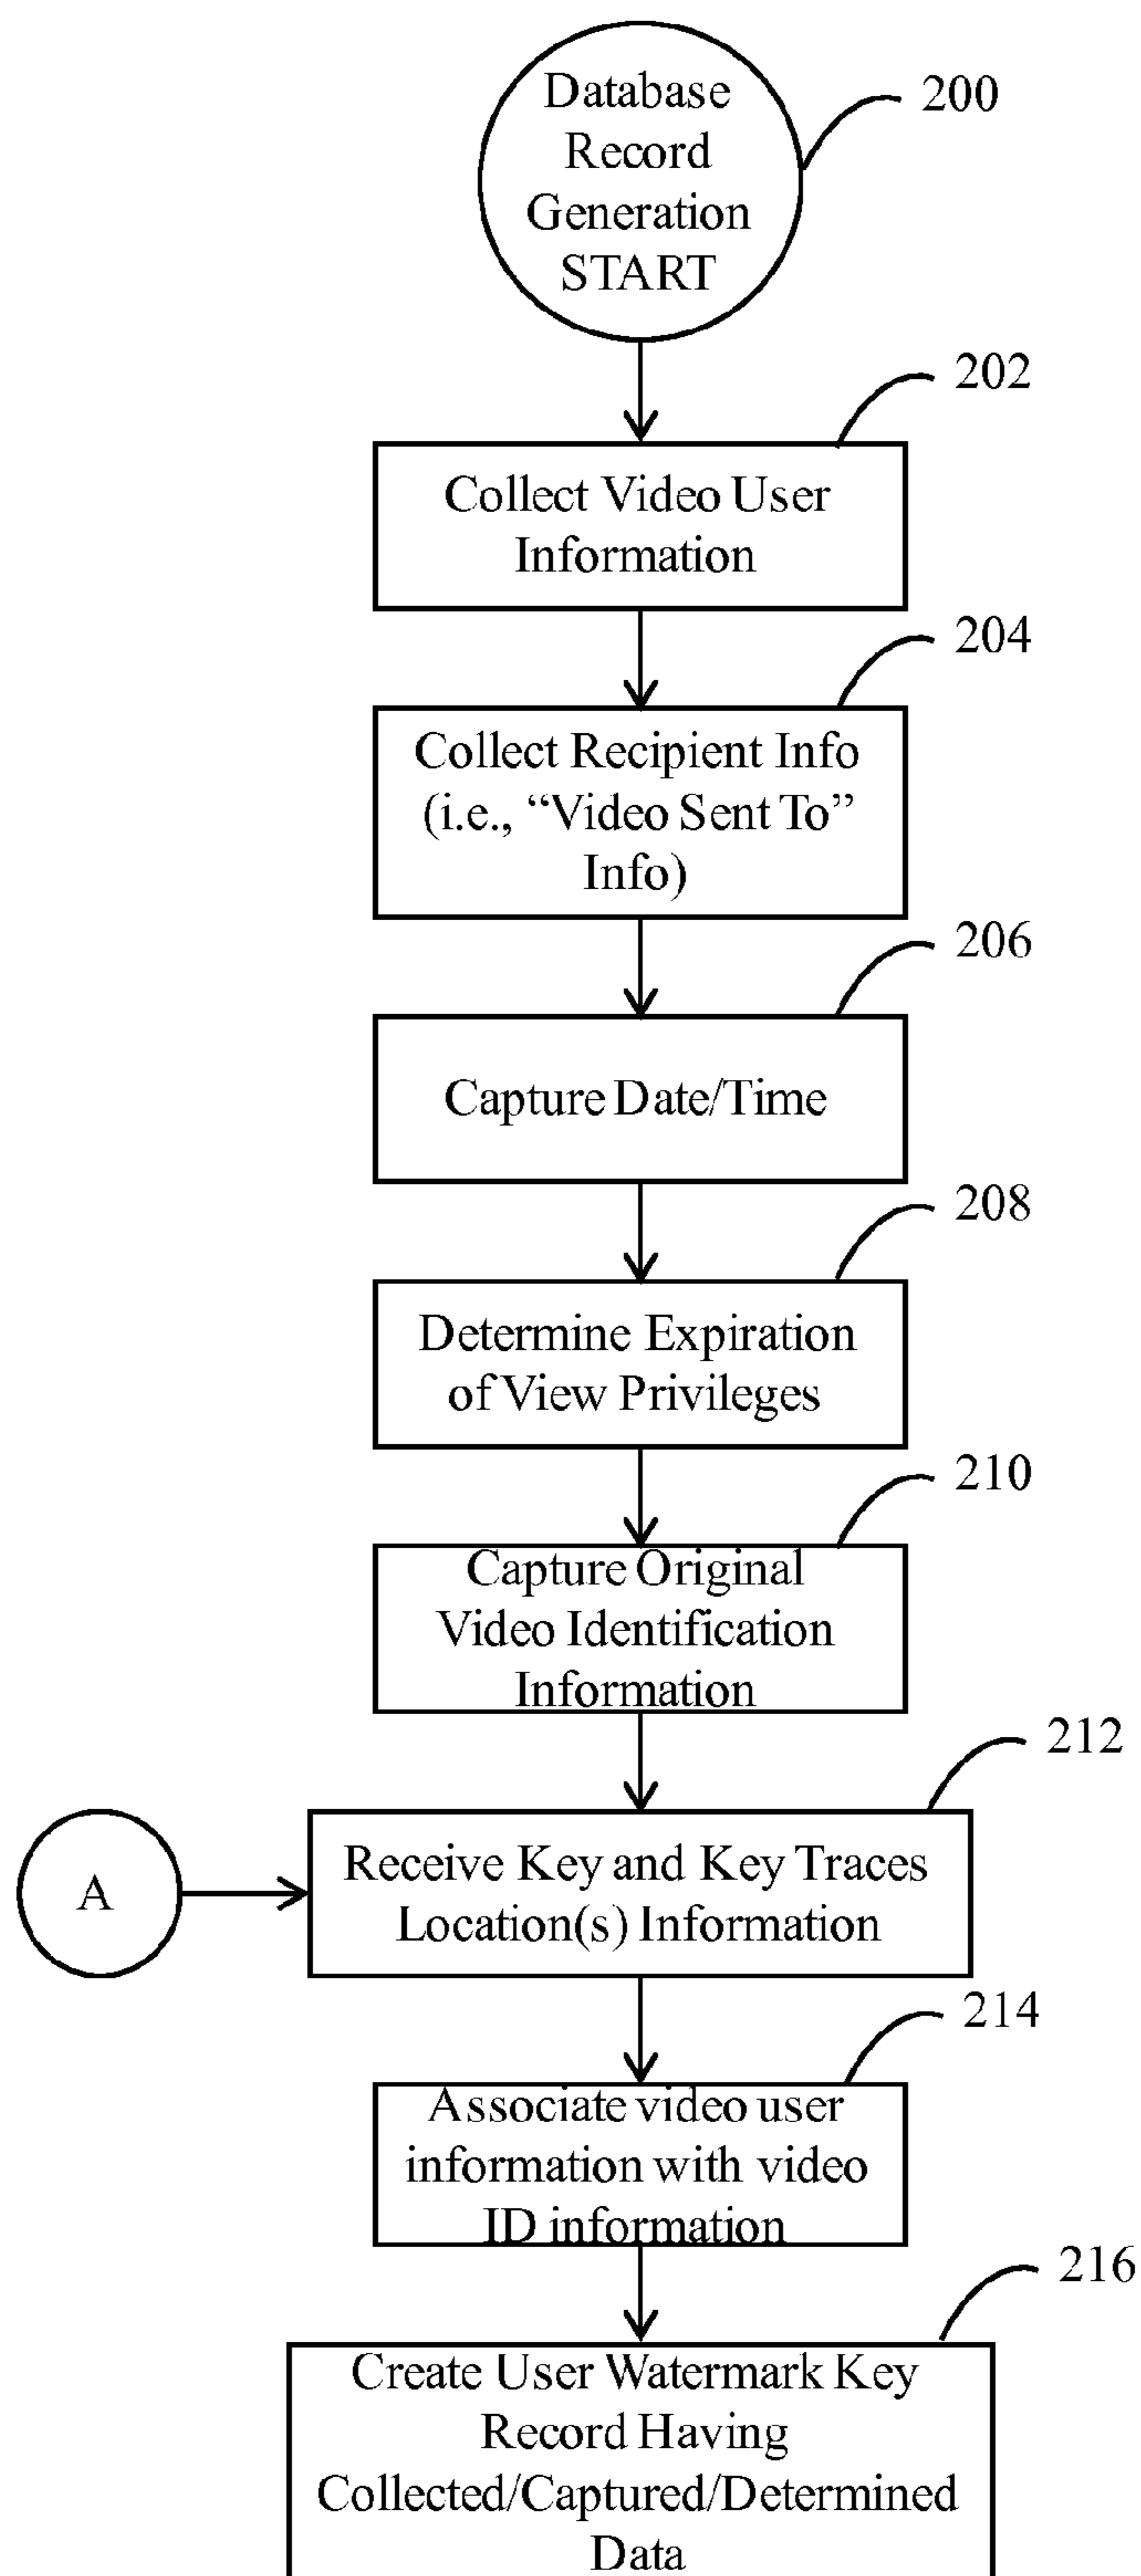 Database
Record
Generation
START
200
202
Collect Video User
Information
204
Collect Recipient Info
(i.e., “Video Sent To”
Info)
206
Capture Date/Time
208
Determine Expiration
of View Privileges
210
Capture Original
Video Identification
Information
212
A
Receive Key and Key Traces
Location(s) Information
214
Associate video user
information with video
ID information
216
Create User Watermark Key
Record Having
Collected/Captured/Determined
Data